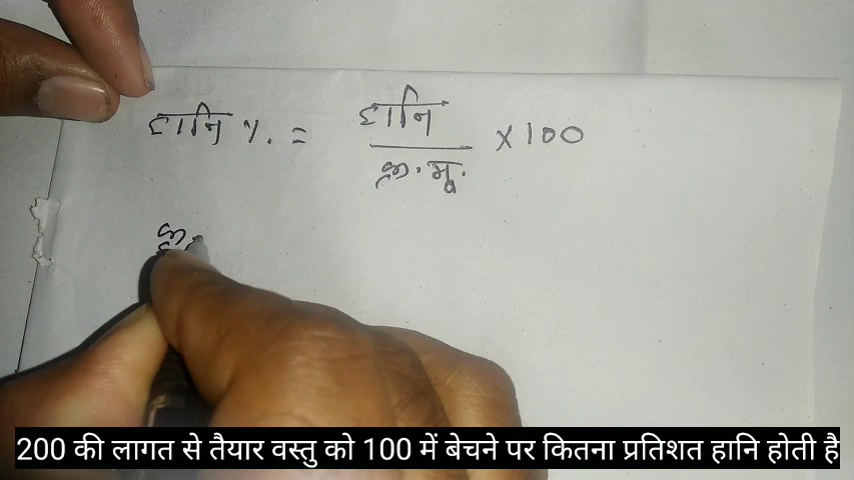 हानि %. = हानि / क्र. मू. × 100
क्र.
200 की लागत से तैयार वस्तु को 100 में बेचने पर कितना प्रतिशत हानि होती है